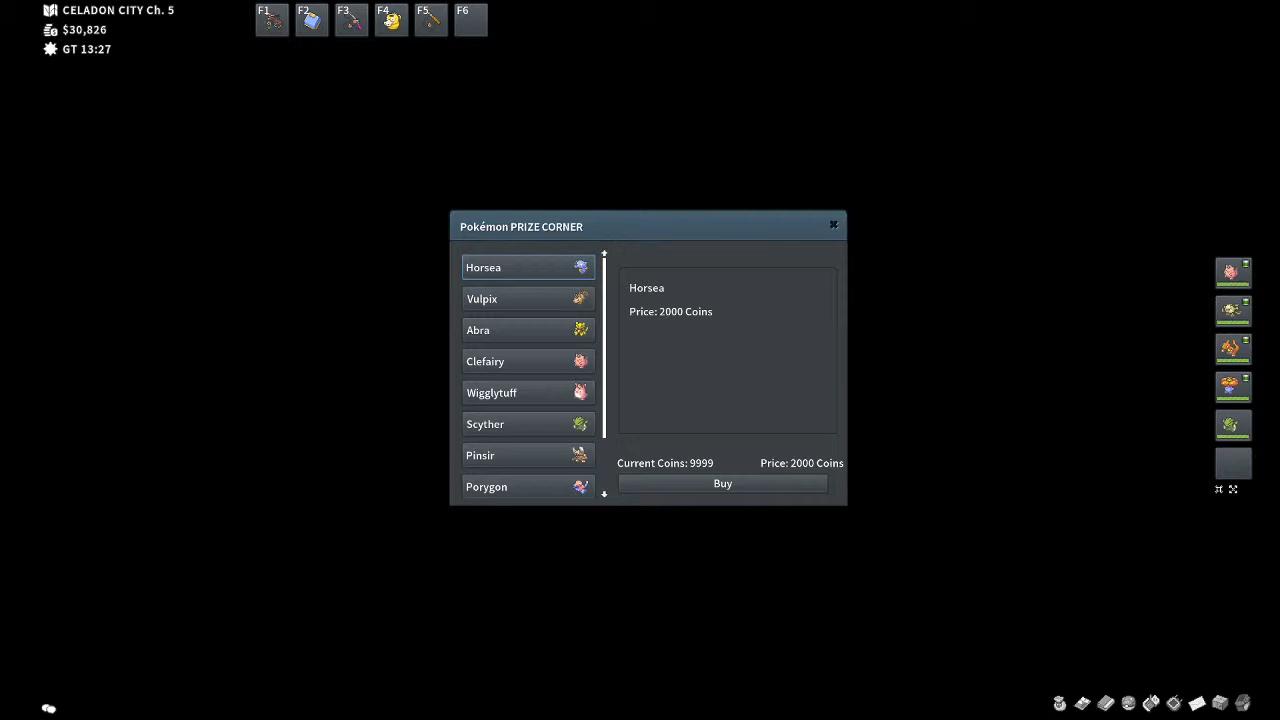 CELADON CITY Ch. 5
$30,826
GT 13:27
F1 F2 F3 F4 F5 F6
Pokémon PRIZE CORNER
Horsea
Vulpix
Abra
Clefairy
Wigglytuff
Scyther
Pinsir
Porygon
Horsea
Price: 2000 Coins
Current Coins: 9999 Price: 2000 Coins
Buy